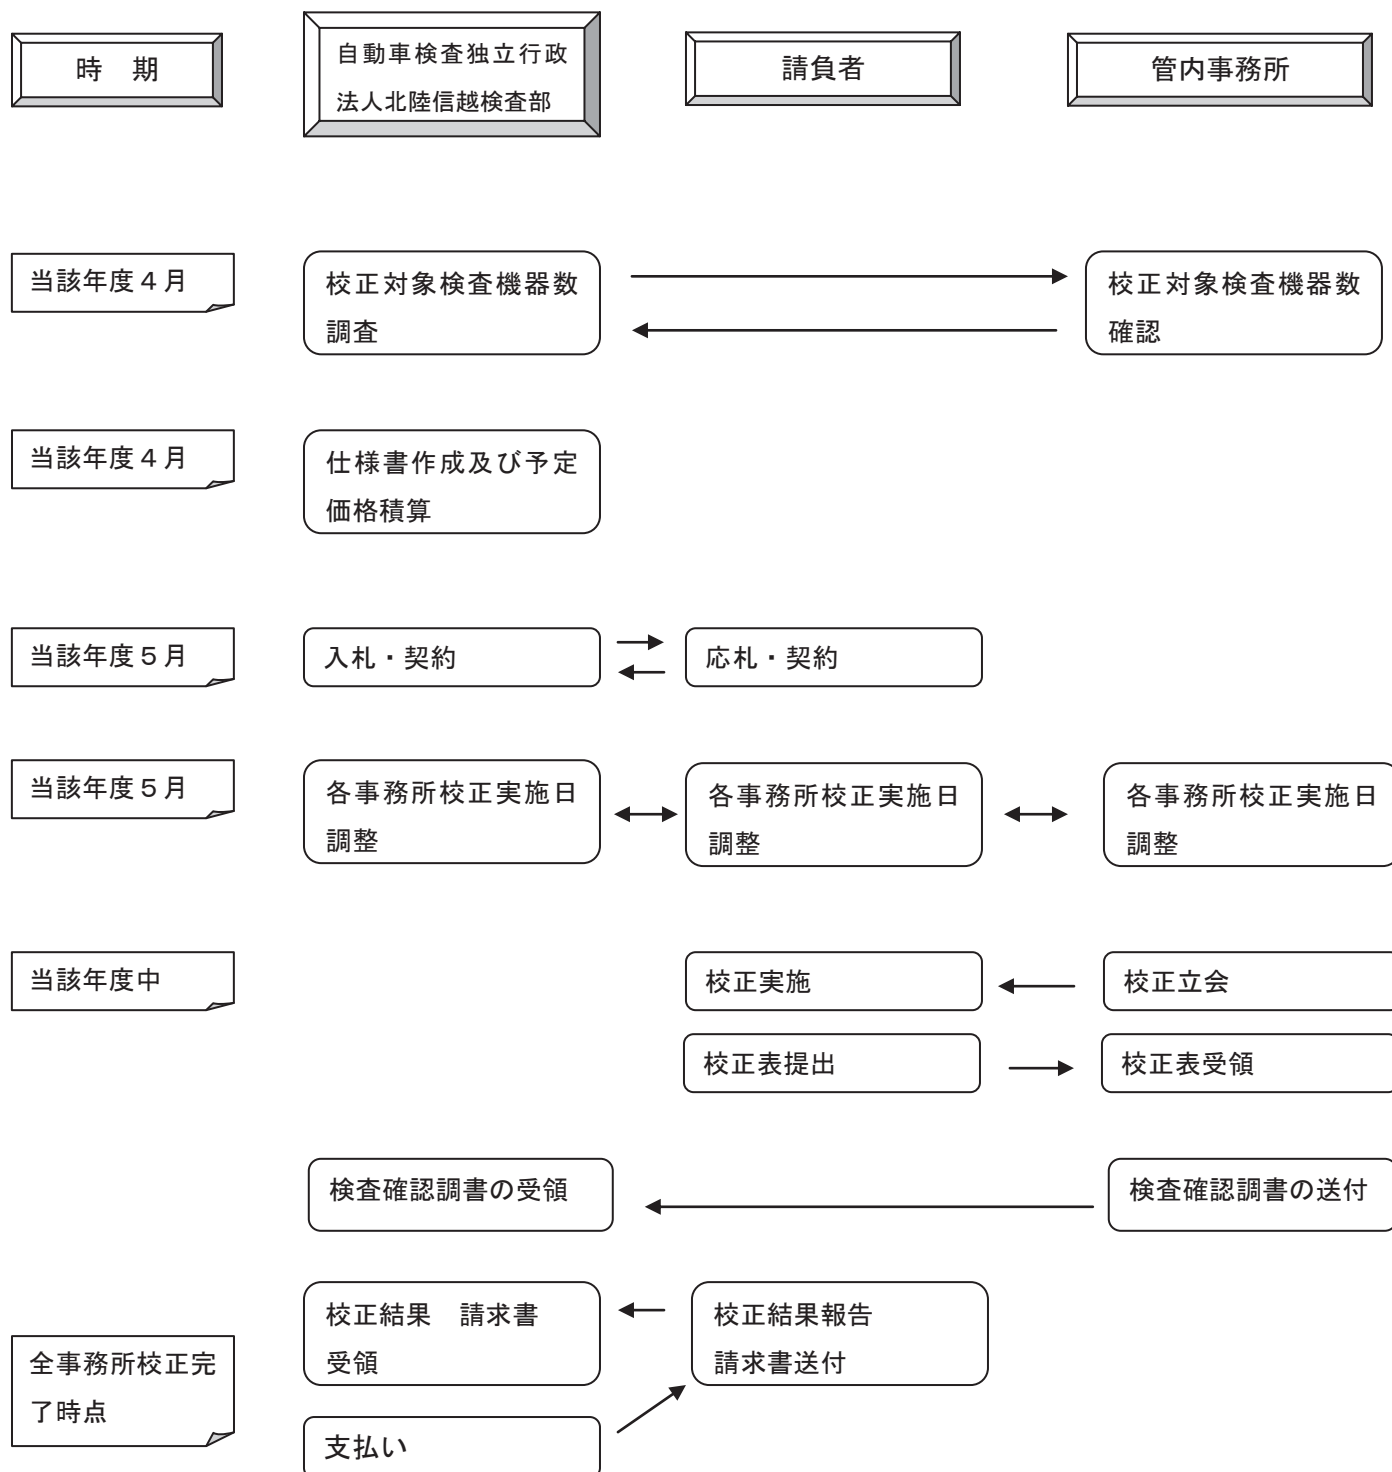 時　期
自動車検査独立行政
法人北陸信越検査部
請負者
管内事務所
当該年度４月
校正対象検査機器数
調査
校正対象検査機器数
確認
当該年度４月
仕様書作成及び予定
価格積算
当該年度５月
入札・契約
応札・契約
当該年度５月
各事務所校正実施日
調整
各事務所校正実施日
調整
各事務所校正実施日
調整
当該年度中
校正実施
校正立会
校正表提出
校正表受領
検査確認調書の受領
検査確認調書の送付
全事務所校正完
了時点
校正結果　請求書
受領
校正結果報告
請求書送付
支払い